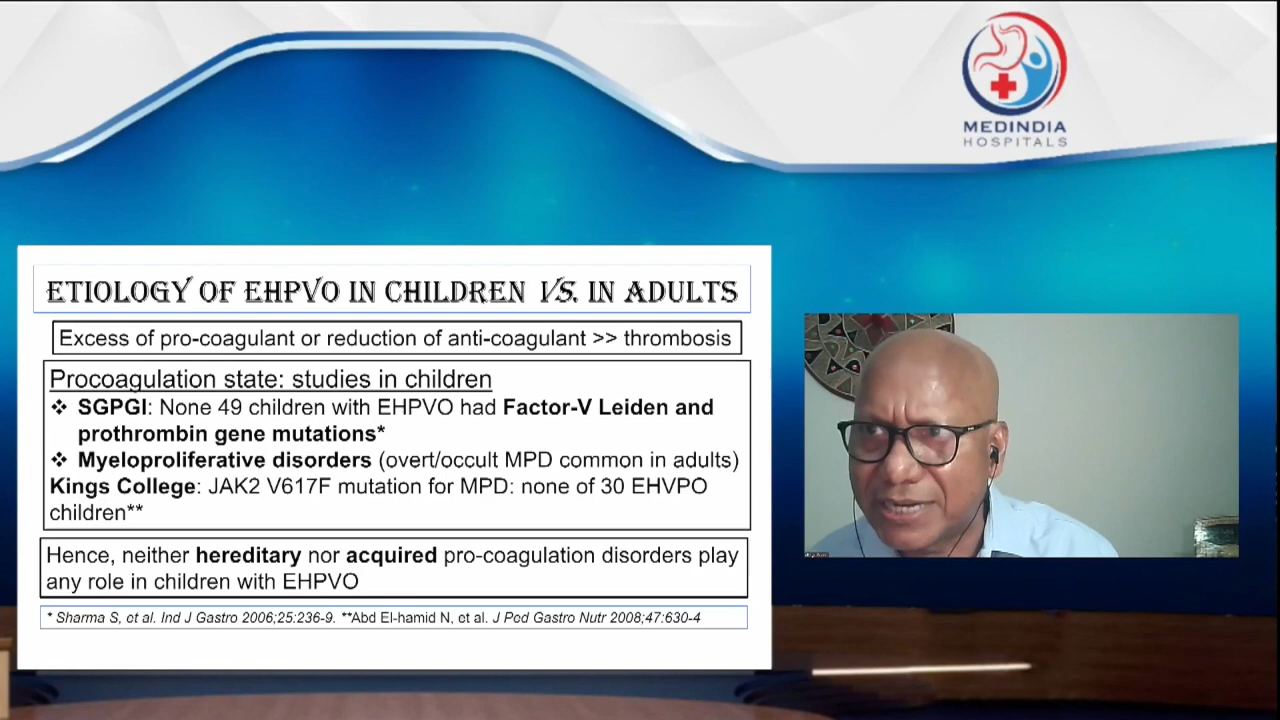 MEDINDIA
HOSPITALS
ETIOLOGY OF EHPVO IN CHILDREN VS. IN ADULTS
Excess of pro-coagulant or reduction of anti-coagulant >> thrombosis
Procoagulation state: studies in children
❖ SGPGI: None 49 children with EHPVO had Factor-V Leiden and
prothrombin gene mutations*
❖ Myeloproliferative disorders (overt/occult MPD common in adults)
Kings College: JAK2 V617F mutation for MPD: none of 30 EHVPO
children**
Hence, neither hereditary nor acquired pro-coagulation disorders play
any role in children with EHPVO
* Sharma S, et al. Ind J Gastro 2006;25:236-9. **Abd El-hamid N, et al. J Ped Gastro Nutr 2008;47:630-4